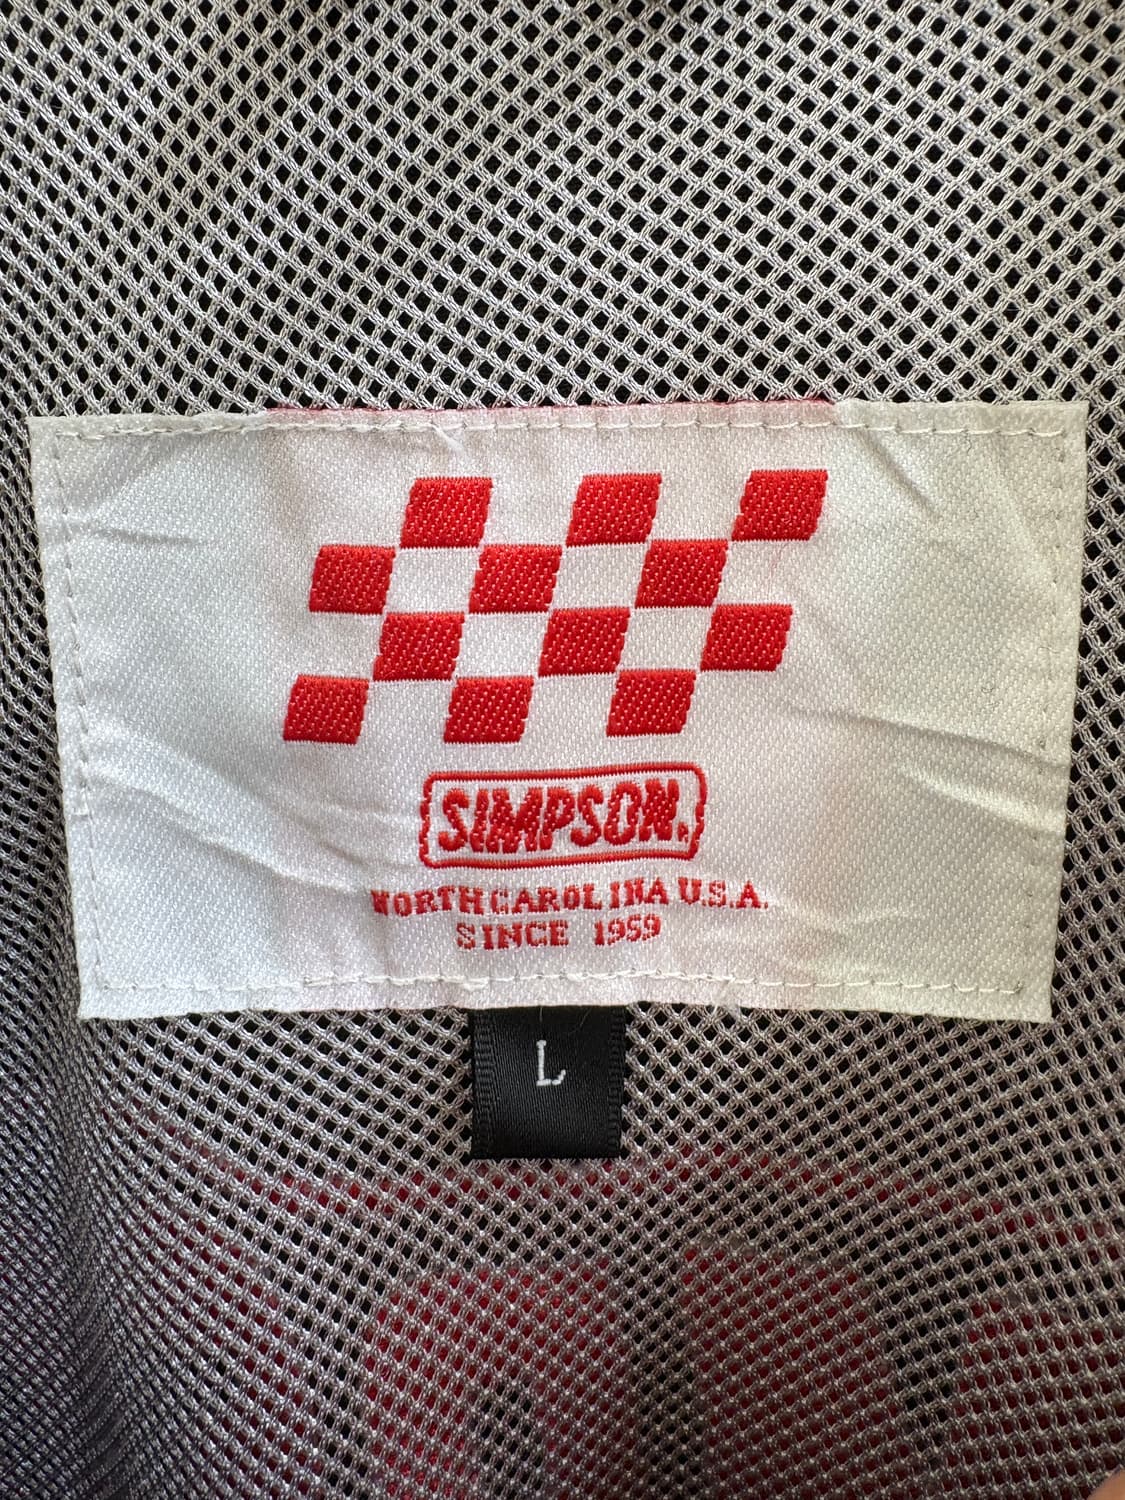 SIMPSON.
NORTH CAROLINA U.S.A.
SINCE 1959
L